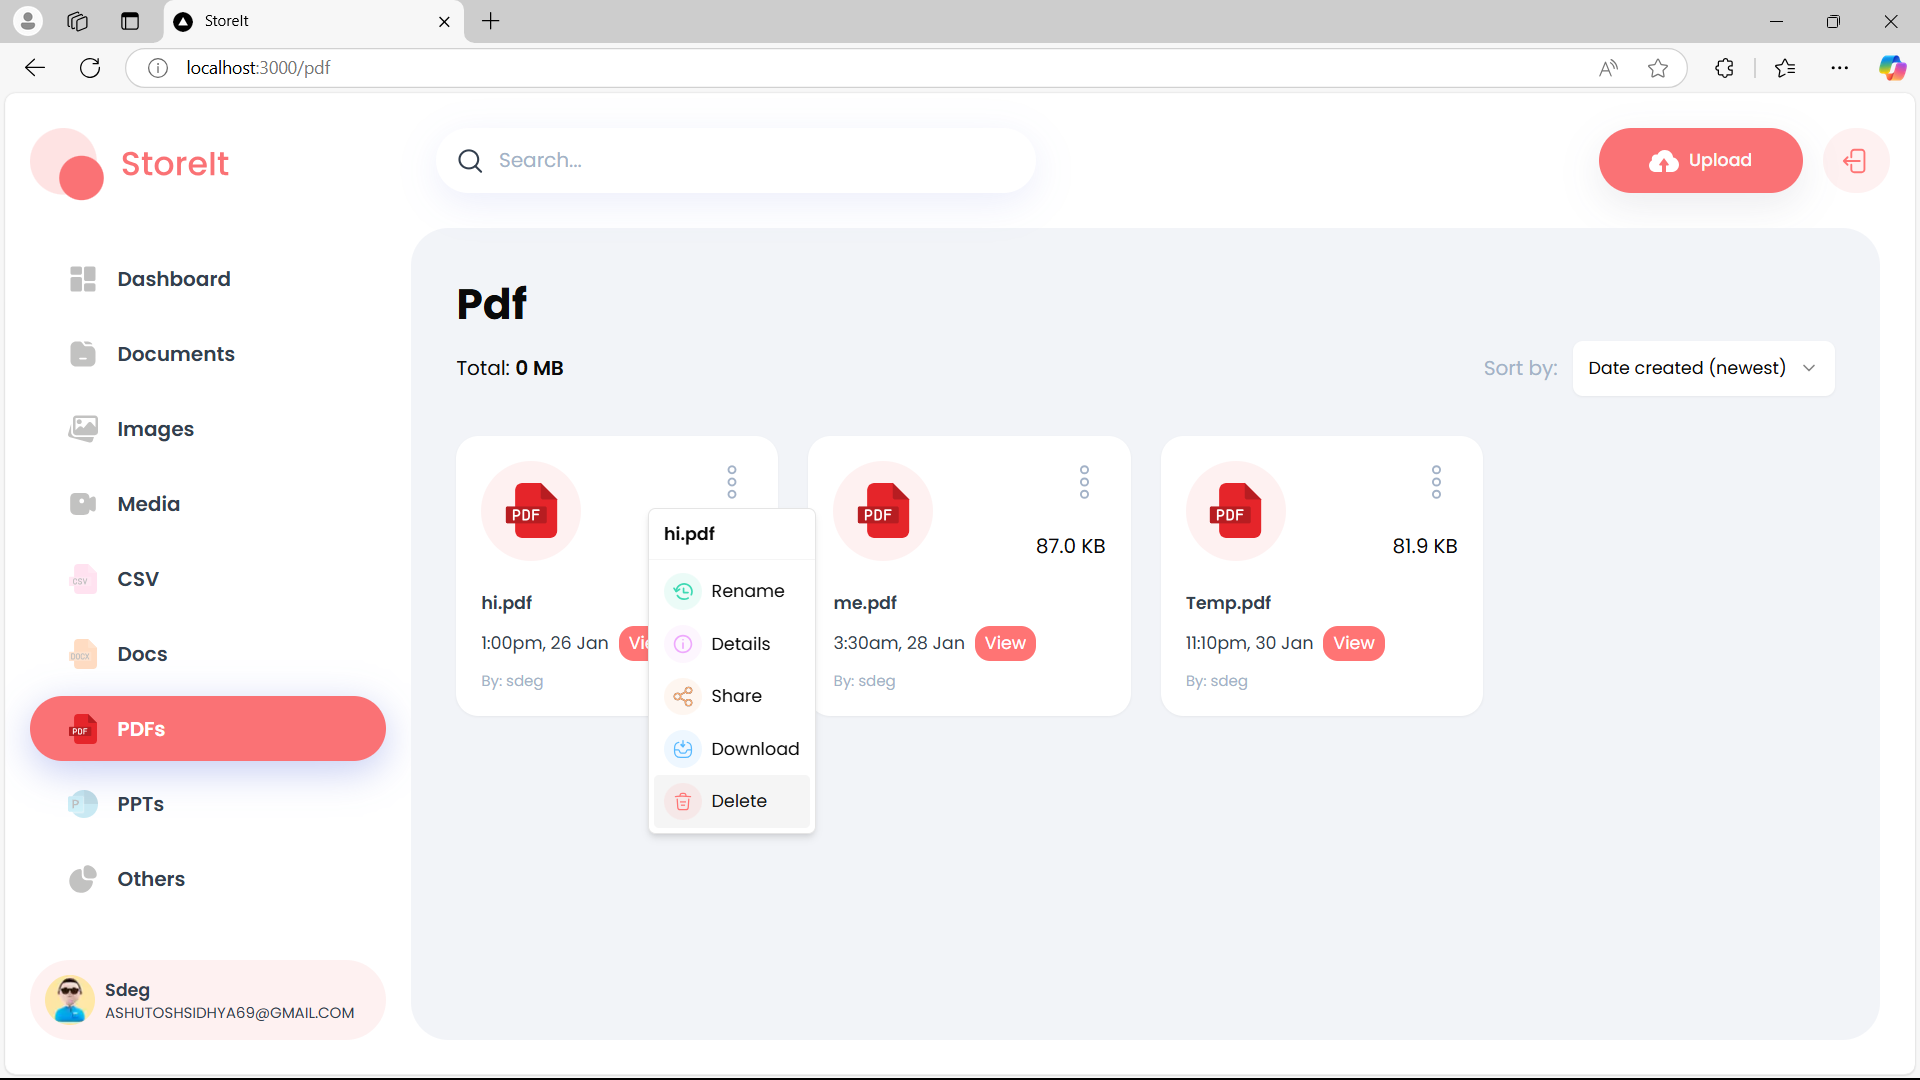 StoreIt
localhost:3000/pdf
StoreIt
Search...
Upload
Dashboard
Documents
Images
Media
CSV
CSV
Docs
DOCX
PDFs
PDF
PPTs
P
Others
Sdeg
ASHUTOSHSIDHYA69@GMAIL.COM
Pdf
Total: 0 MB
Sort by:
Date created (newest)
PDF
hi.pdf
1:00pm, 26 Jan
By: sdeg
hi.pdf
Rename
Details
Share
Download
Delete
PDF
87.0 KB
me.pdf
3:30am, 28 Jan
View
By: sdeg
PDF
81.9 KB
Temp.pdf
11:10pm, 30 Jan
View
By: sdeg